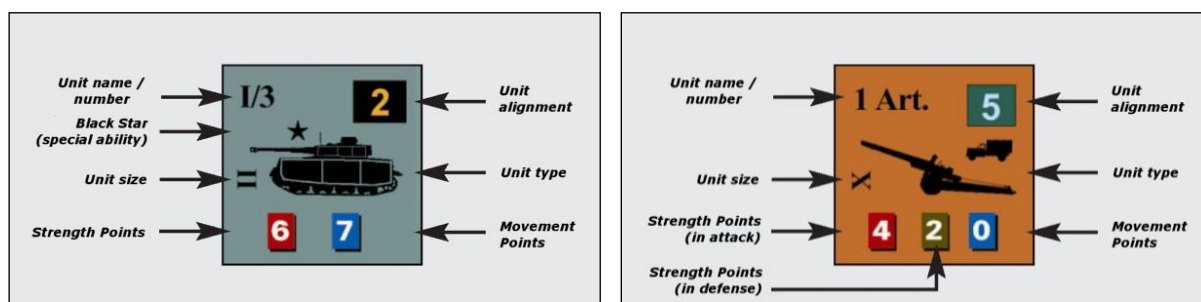 Unit name /
number
Black Star
(special ability)
Unit size
Strength Points
I/3
2
II
6 7
Unit
alignment
Unit type
Movement
Points
Unit name /
number
Unit size
Strength Points
(in attack)
Strength Points
(in defense)
1 Art.
5
X
4 2 0
Unit
alignment
Unit type
Movement
Points